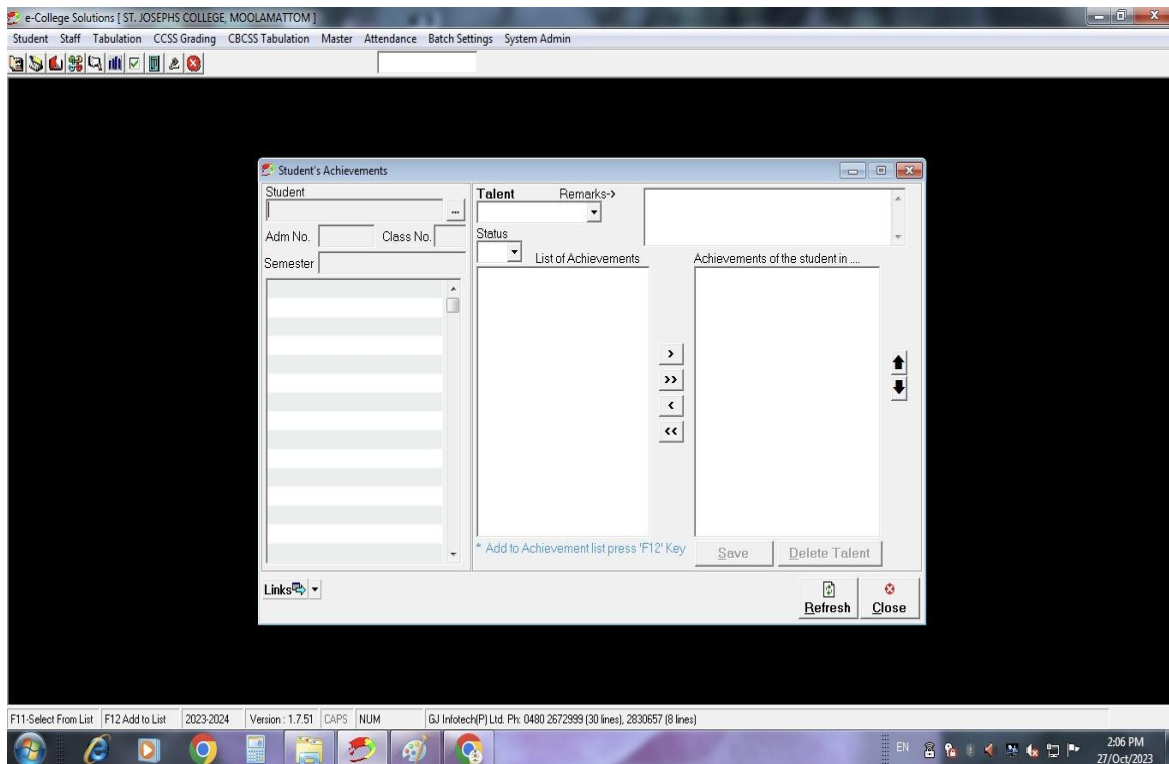 e-College Solutions [ ST. JOSEPHS COLLEGE, MOOLAMATTOM ]
Student Staff Tabulation CCSS Grading CBCSS Tabulation Master Attendance Batch Settings System Admin
Student's Achievements
Student
...
Talent Remarks->
Adm No. Class No.
Status
Semester
List of Achievements
Achievements of the student in ....
>
>>
<
<<
* Add to Achievement list press 'F12' Key
Save
Delete Talent
Links
Refresh
Close
F11-Select From List F12 Add to List 2023-2024 Version : 1.7.51 CAPS NUM GJ Infotech(P) Ltd. Ph: 0480 2672999 (30 lines), 2830657 (8 lines)
EN
2:06 PM
27/Oct/2023